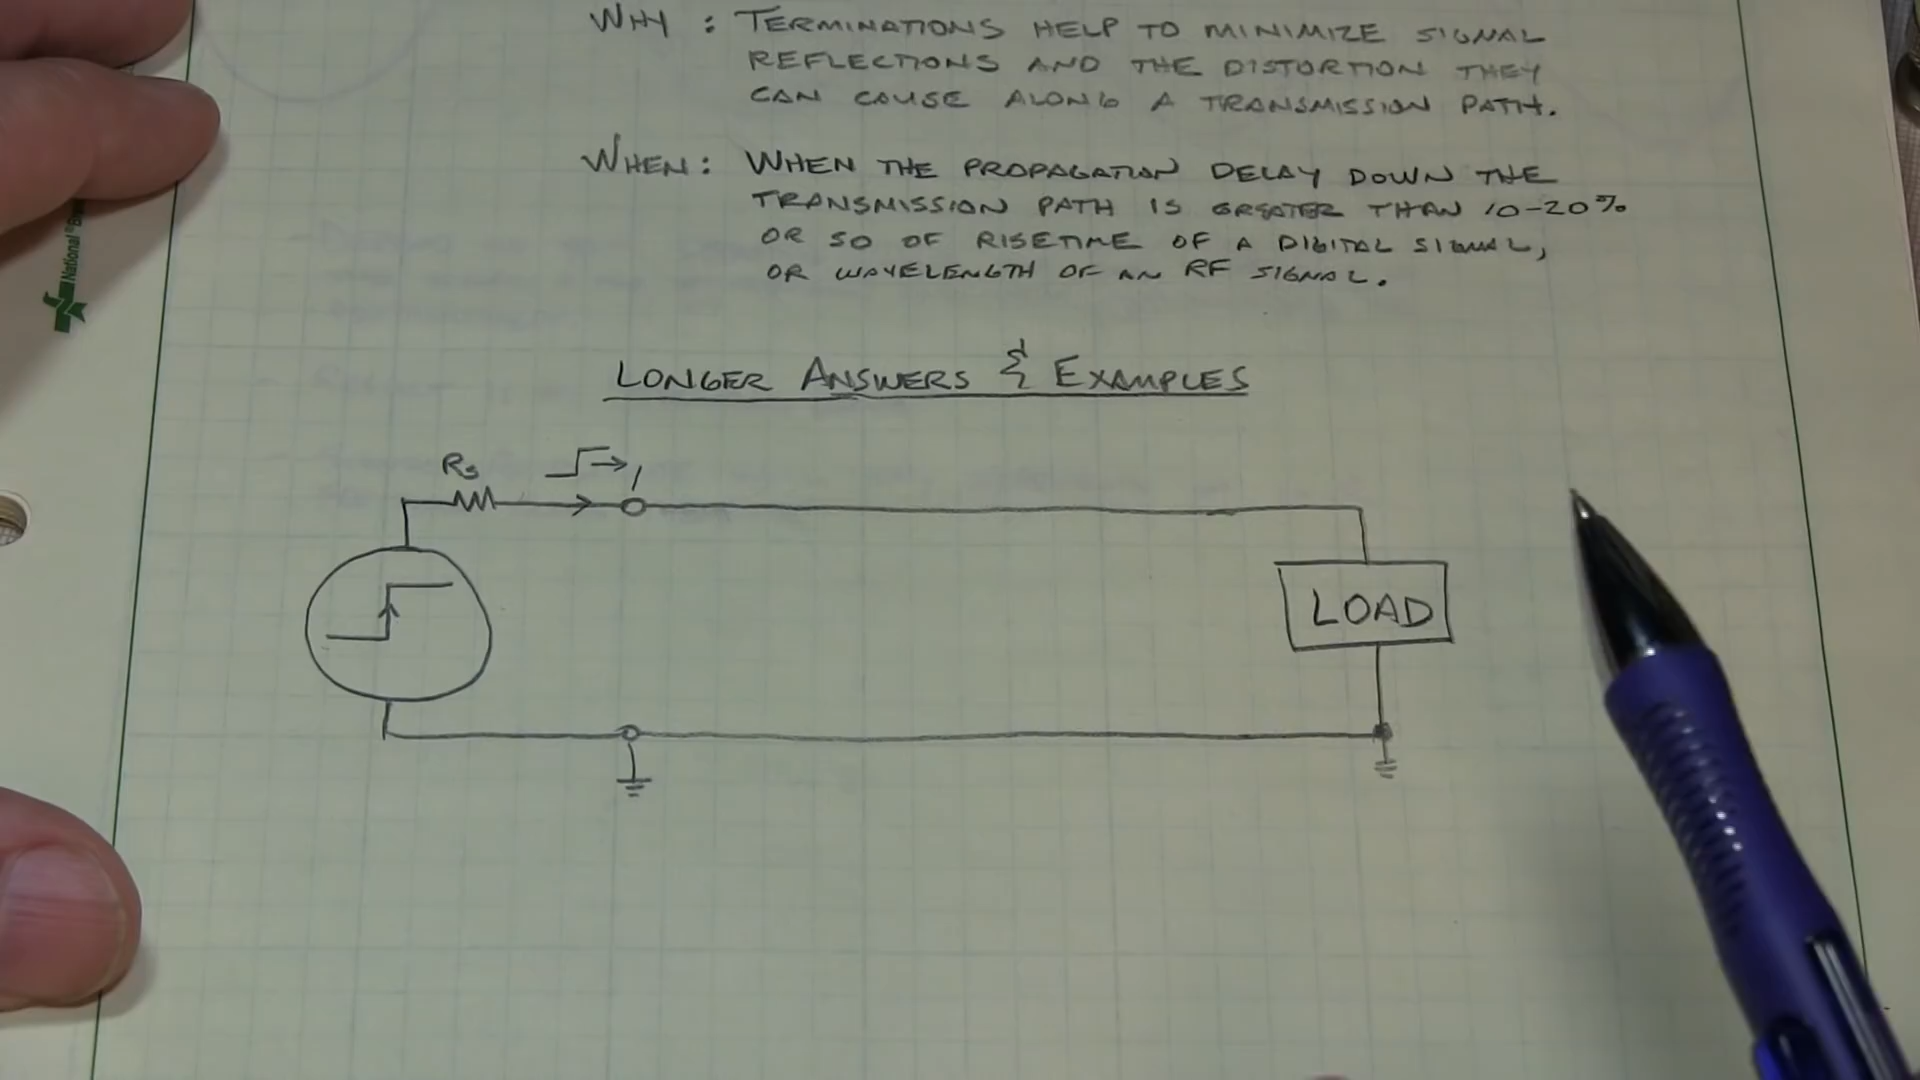 WHY : TERMINATIONS HELP TO MINIMIZE SIGNAL
REFLECTIONS AND THE DISTORTION THEY
CAN CAUSE ALONG A TRANSMISSION PATH.
WHEN: WHEN THE PROPAGATION DELAY DOWN THE
TRANSMISSION PATH IS GREATER THAN 10-20%
OR SO OF RISETIME OF A DIGITAL SIGNAL,
OR WAVELENGTH OF AN RF SIGNAL.
National
LONGER ANSWERS & EXAMPLES
Rs
1
LOAD